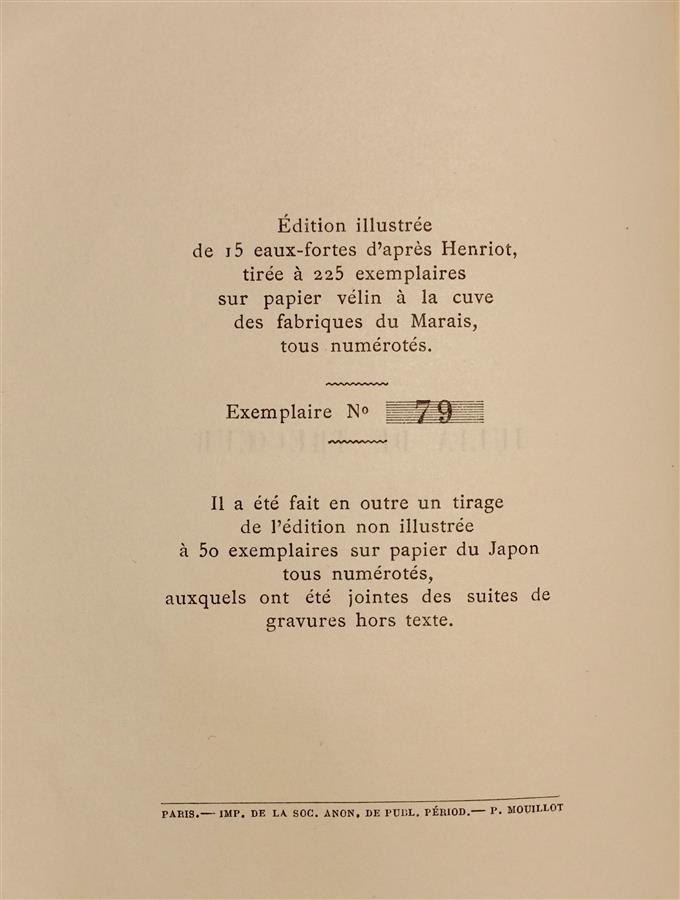 Édition illustrée
de 15 eaux-fortes d'après Henriot,
tirée à 225 exemplaires
sur papier vélin à la cuve
des fabriques du Marais,
tous numérotés.
Exemplaire Nº 79
Il a été fait en outre un tirage
de l'édition non illustrée
à 50 exemplaires sur papier du Japon
tous numérotés,
auxquels ont été jointes des suites de
gravures hors texte.
PARIS.— IMP. DE LA SOC. ANON. DE PUBL. PÉRIOD.— P. MOUILLOT